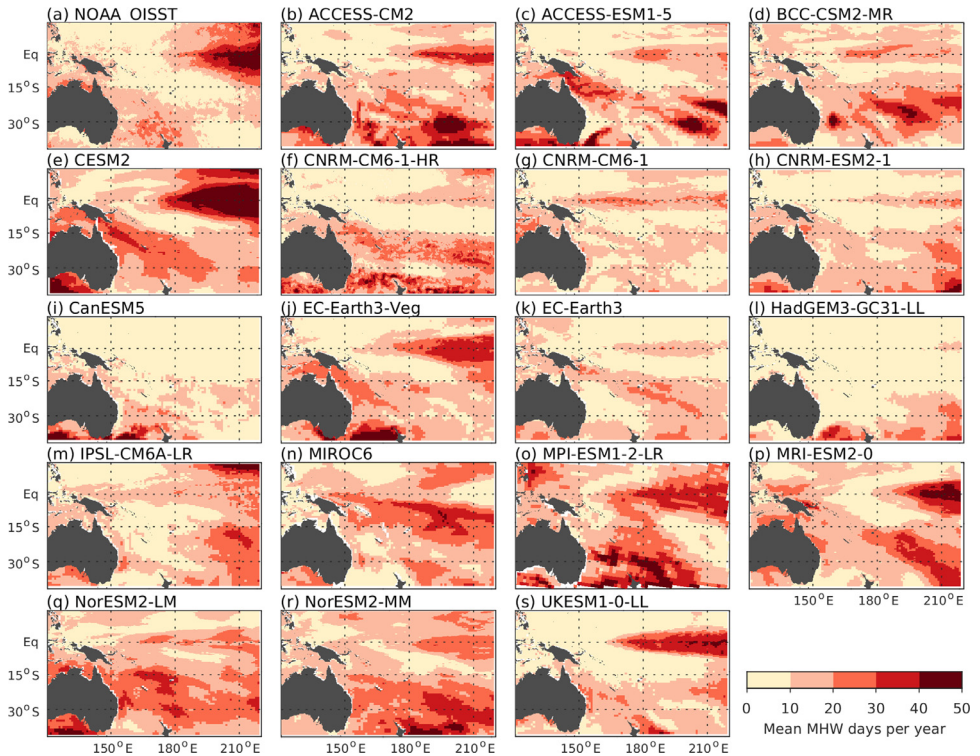 (a) NOAA OISST
(b) ACCESS-CM2
(c) ACCESS-ESM1-5
(d) BCC-CSM2-MR
Eq
15°S
30°S
(e) CESM2
(f) CNRM-CM6-1-HR
(g) CNRM-CM6-1
(h) CNRM-ESM2-1
Eq
15°S
30°S
(i) CanESM5
(j) EC-Earth3-Veg
(k) EC-Earth3
(l) HadGEM3-GC31-LL
Eq
15°S
30°S
(m) IPSL-CM6A-LR
(n) MIROC6
(o) MPI-ESM1-2-LR
(p) MRI-ESM2-0
Eq
15°S
30°S
150°E 180°E 210°E
(q) NorESM2-LM
(r) NorESM2-MM
(s) UKESM1-0-LL
Eq
15°S
30°S
150°E 180°E 210°E
150°E 180°E 210°E
150°E 180°E 210°E
0 10 20 30 40 50
Mean MHW days per year